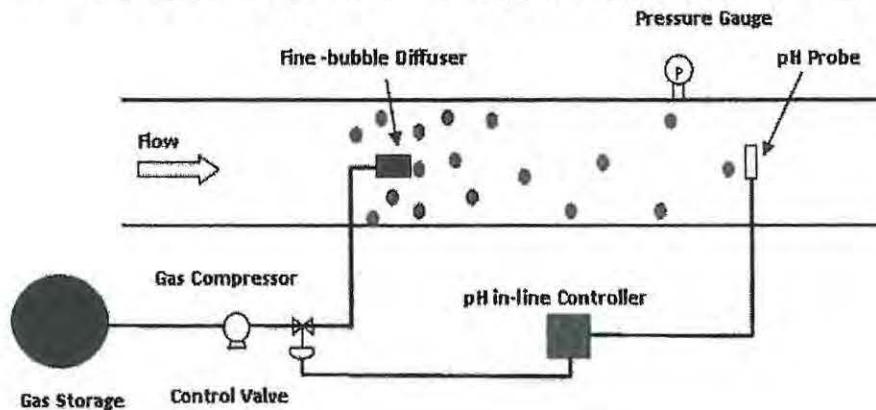 Pressure Gauge
Fine -bubble Diffuser
pH Probe
P
Flow
Gas Compressor
pH in-line Controller
Gas Storage
Control Valve